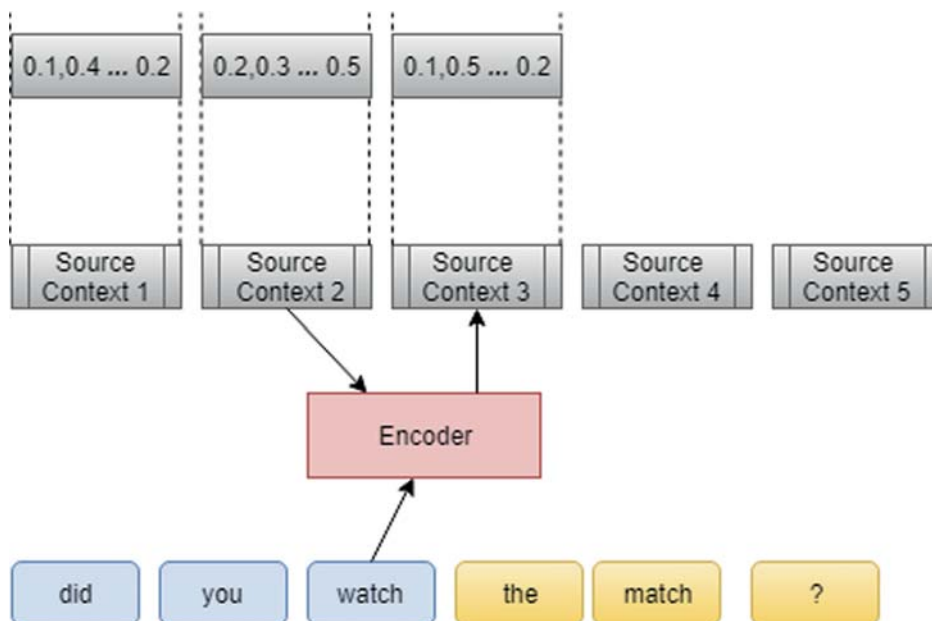 0.1,0.4 ... 0.2
0.2,0.3 ... 0.5
0.1,0.5 ... 0.2
Source
Context 1
Source
Context 2
Source
Context 3
Source
Context 4
Source
Context 5
Encoder
did
you
watch
the
match
?